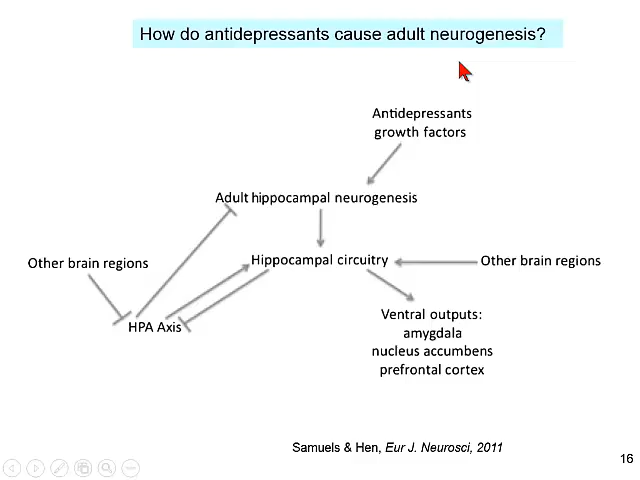 How do antidepressants cause adult neurogenesis?
Antidepressants
growth factors
Adult hippocampal neurogenesis
Other brain regions
Hippocampal circuitry
Other brain regions
HPA Axis
Ventral outputs:
amygdala
nucleus accumbens
prefrontal cortex
Samuels & Hen, Eur J. Neurosci, 2011
16